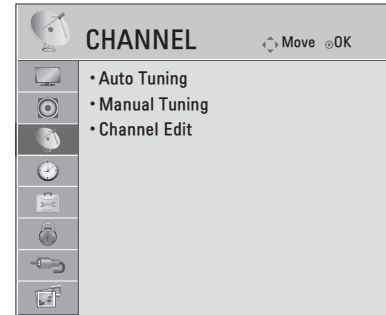 CHANNEL
Move OK
• Auto Tuning
• Manual Tuning
• Channel Edit